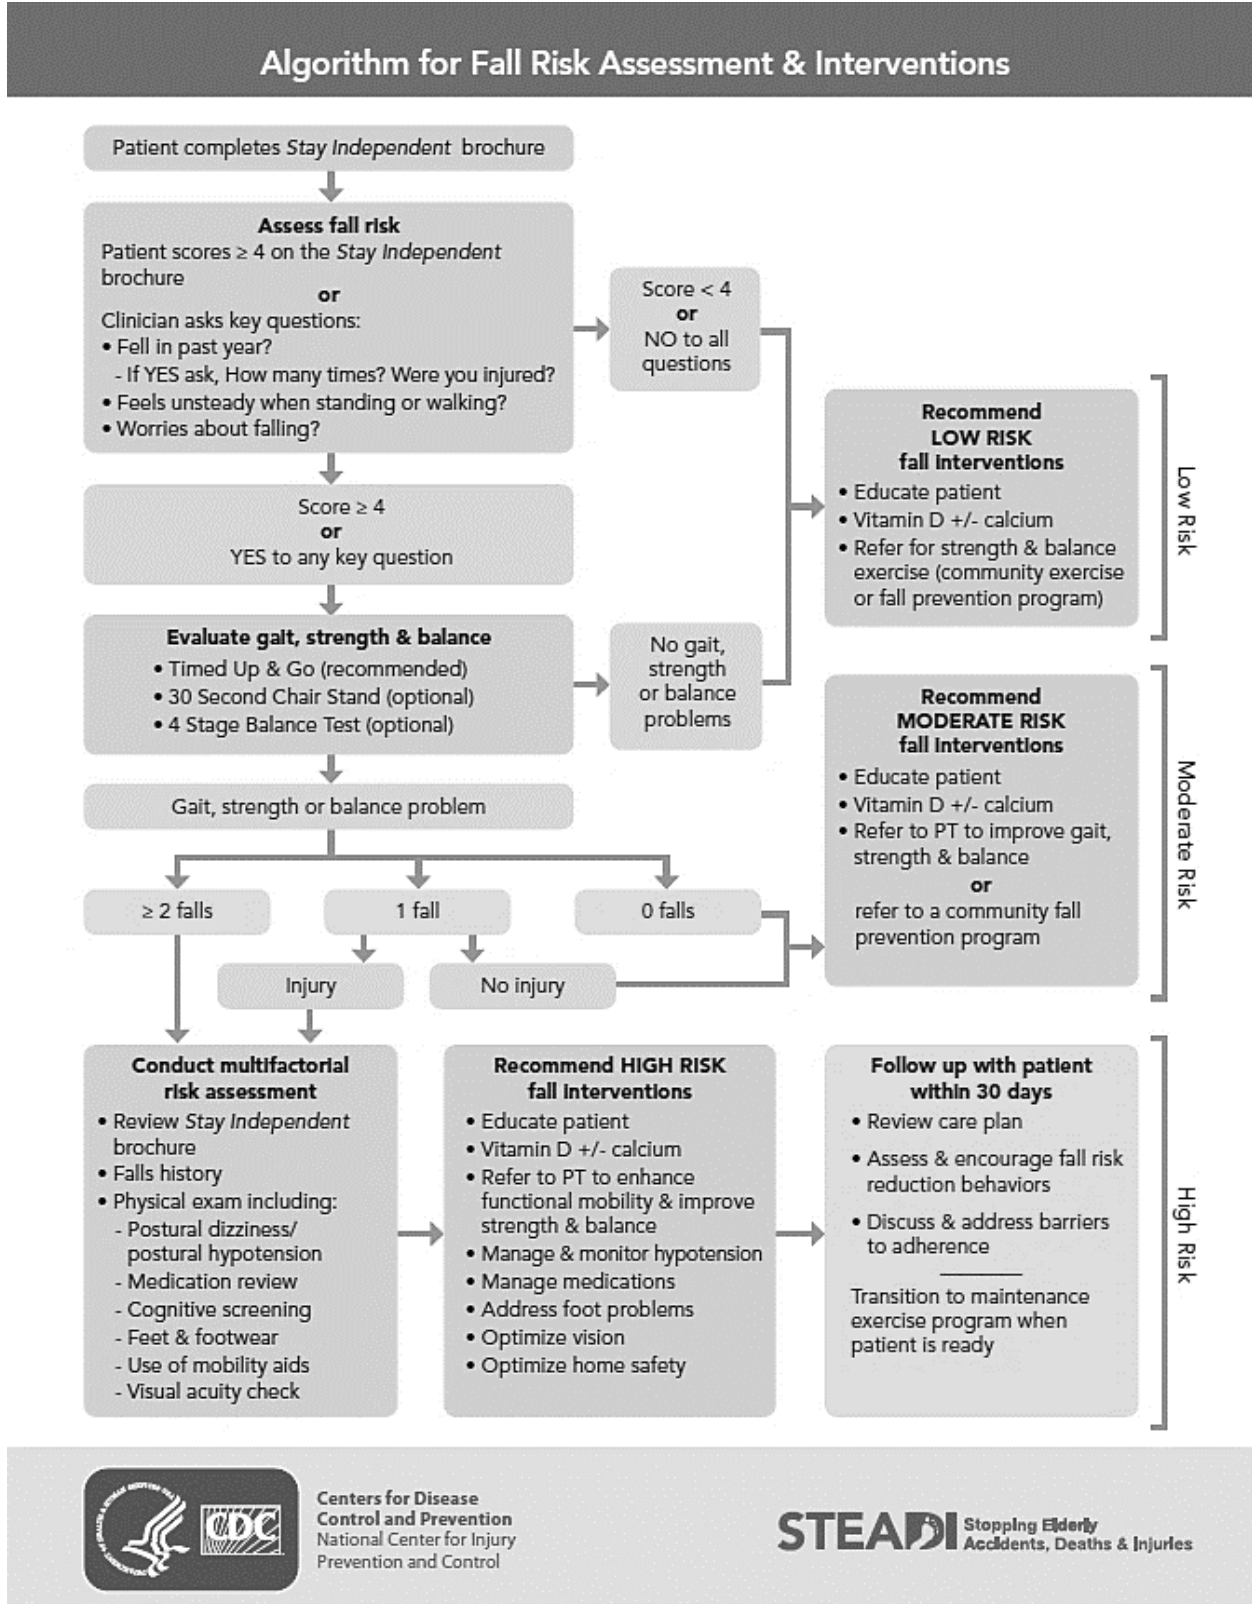 Algorithm for Fall Risk Assessment & Interventions
Patient completes Stay Independent brochure
Assess fall risk
Patient scores ≥ 4 on the Stay Independent
brochure
or
Clinician asks key questions:
• Fell in past year?
- If YES ask, How many times? Were you injured?
• Feels unsteady when standing or walking?
• Worries about falling?
Score < 4
or
NO to all
questions
Score ≥ 4
or
YES to any key question
Evaluate gait, strength & balance
• Timed Up & Go (recommended)
• 30 Second Chair Stand (optional)
• 4 Stage Balance Test (optional)
No gait,
strength
or balance
problems
Recommend
LOW RISK
fall interventions
• Educate patient
• Vitamin D +/- calcium
• Refer for strength & balance
exercise (community exercise
or fall prevention program)
Low Risk
Gait, strength or balance problem
≥ 2 falls
1 fall
0 falls
Injury
No injury
Recommend
MODERATE RISK
fall interventions
• Educate patient
• Vitamin D +/- calcium
• Refer to PT to improve gait,
strength & balance
or
refer to a community fall
prevention program
Moderate Risk
Conduct multifactorial
risk assessment
• Review Stay Independent
brochure
• Falls history
• Physical exam including:
- Postural dizziness/
postural hypotension
- Medication review
- Cognitive screening
- Feet & footwear
- Use of mobility aids
- Visual acuity check
Recommend HIGH RISK
fall interventions
• Educate patient
• Vitamin D +/- calcium
• Refer to PT to enhance
functional mobility & improve
strength & balance
• Manage & monitor hypotension
• Manage medications
• Address foot problems
• Optimize vision
• Optimize home safety
Follow up with patient
within 30 days
• Review care plan
• Assess & encourage fall risk
reduction behaviors
• Discuss & address barriers
to adherence
Transition to maintenance
exercise program when
patient is ready
High Risk
CDC
Centers for Disease
Control and Prevention
National Center for Injury
Prevention and Control
STEADI
Stopping Elderly
Accidents, Deaths & Injuries